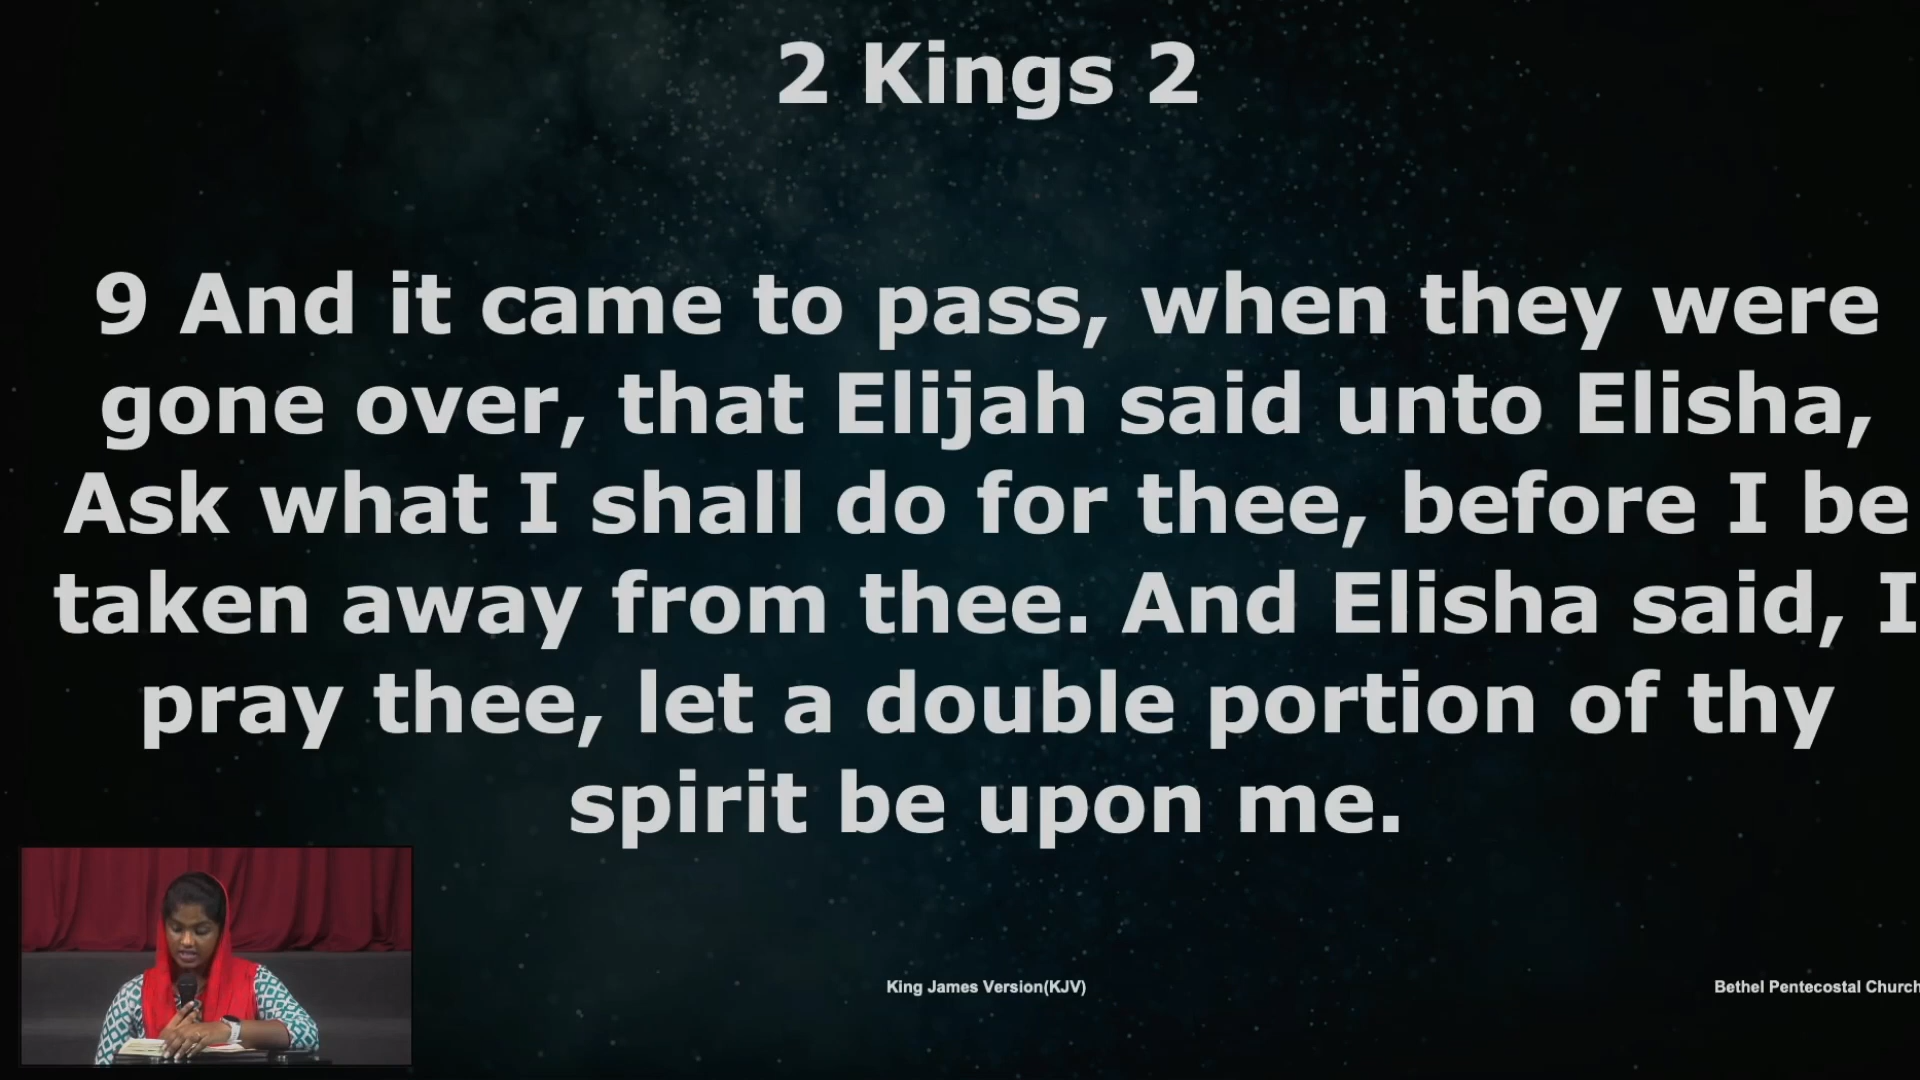 2 Kings 2
9 And it came to pass, when they were
gone over, that Elijah said unto Elisha,
Ask what I shall do for thee, before I be
taken away from thee. And Elisha said, I
pray thee, let a double portion of thy
spirit be upon me.
King James Version(KJV)
Bethel Pentecostal Church